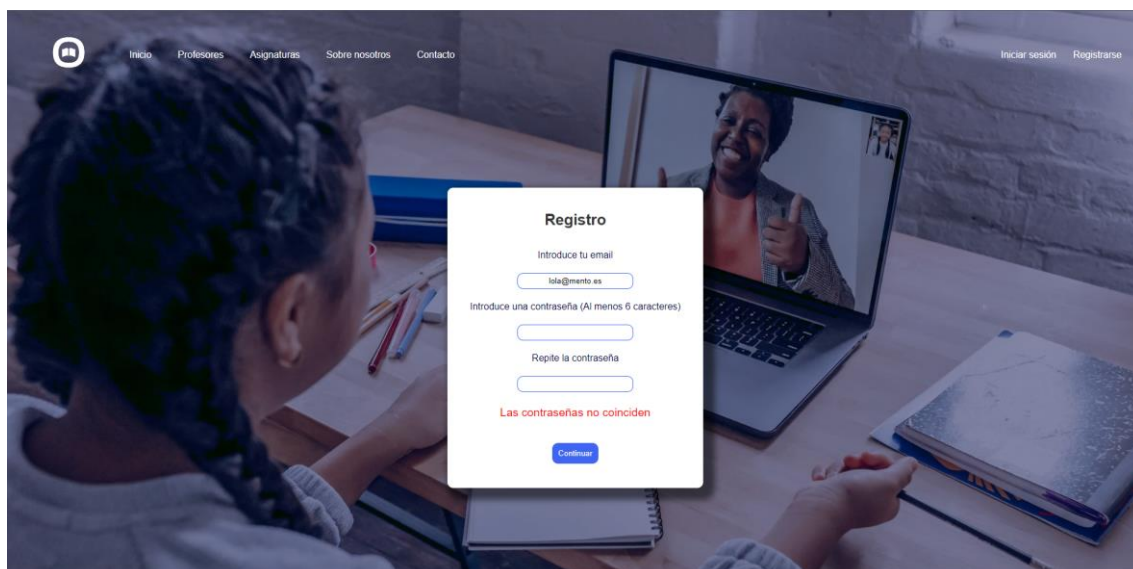 Inicio Profesores Asignaturas Sobre nosotros Contacto Iniciar sesión Registrarse
Registro
Introduce tu email
lola@mento.es
Introduce una contraseña (Al menos 6 caracteres)
Repite la contraseña
Las contraseñas no coinciden
Continuar